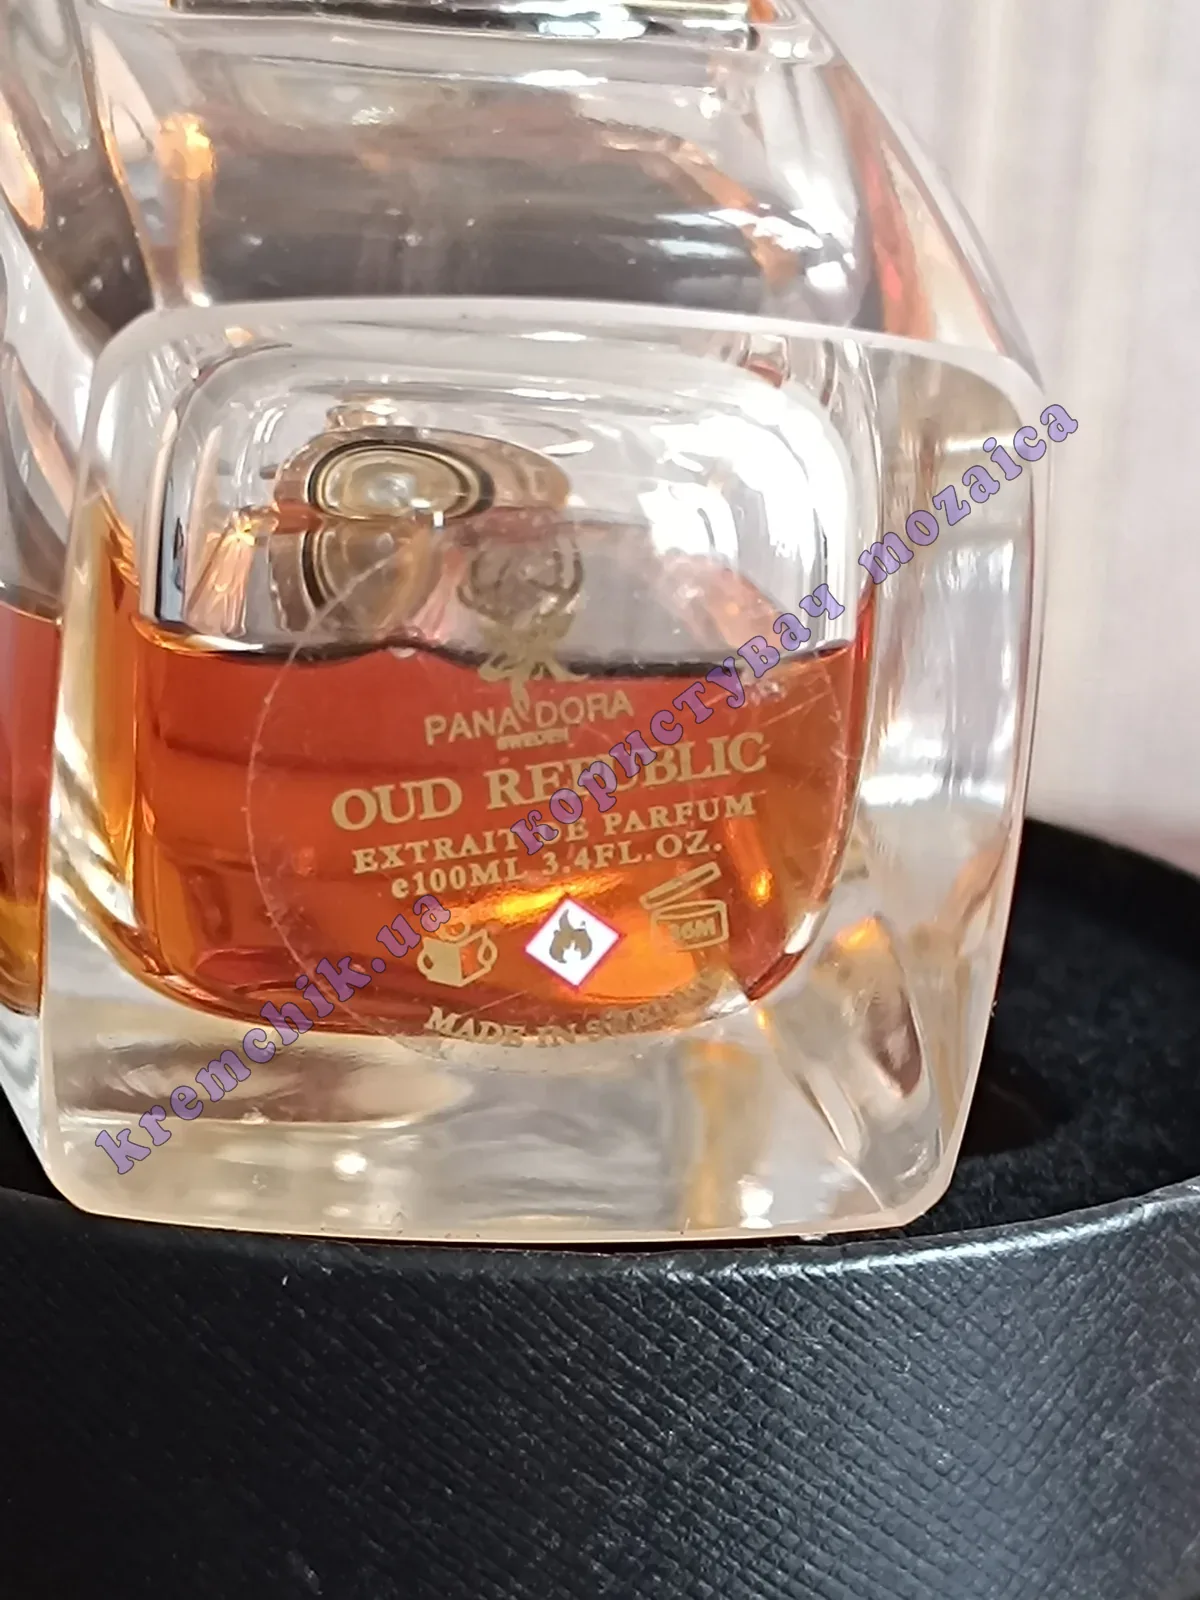 PANA DORA
SWEDEN
OUD REPUBLIC
EXTRAIT DE PARFUM
e100ML 3.4FL.OZ.
36M
MADE IN SWEDEN
kremchik.ua користувач mozaica